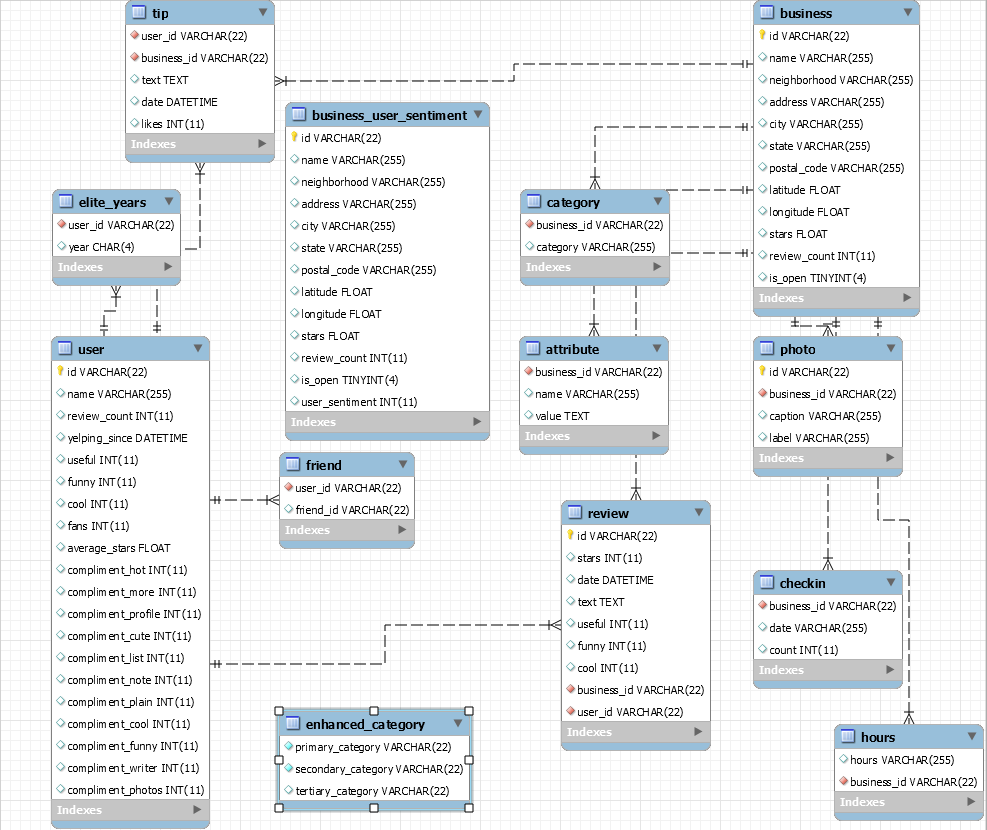 tip
user_id VARCHAR(22)
business_id VARCHAR(22)
text TEXT
date DATETIME
likes INT(11)
Indexes
business
id VARCHAR(22)
name VARCHAR(255)
neighborhood VARCHAR(255)
address VARCHAR(255)
city VARCHAR(255)
state VARCHAR(255)
postal_code VARCHAR(255)
latitude FLOAT
longitude FLOAT
stars FLOAT
review_count INT(11)
is_open TINYINT(4)
Indexes
business_user_sentiment
id VARCHAR(22)
name VARCHAR(255)
neighborhood VARCHAR(255)
address VARCHAR(255)
city VARCHAR(255)
state VARCHAR(255)
postal_code VARCHAR(255)
latitude FLOAT
longitude FLOAT
stars FLOAT
review_count INT(11)
is_open TINYINT(4)
user_sentiment INT(11)
Indexes
elite_years
user_id VARCHAR(22)
year CHAR(4)
Indexes
category
business_id VARCHAR(22)
category VARCHAR(255)
Indexes
user
id VARCHAR(22)
name VARCHAR(255)
review_count INT(11)
yelping_since DATETIME
useful INT(11)
funny INT(11)
cool INT(11)
fans INT(11)
average_stars FLOAT
compliment_hot INT(11)
compliment_more INT(11)
compliment_profile INT(11)
compliment_cute INT(11)
compliment_list INT(11)
compliment_note INT(11)
compliment_plain INT(11)
compliment_cool INT(11)
compliment_funny INT(11)
compliment_writer INT(11)
compliment_photos INT(11)
Indexes
attribute
business_id VARCHAR(22)
name VARCHAR(255)
value TEXT
Indexes
photo
id VARCHAR(22)
business_id VARCHAR(22)
caption VARCHAR(255)
label VARCHAR(255)
Indexes
friend
user_id VARCHAR(22)
friend_id VARCHAR(22)
Indexes
review
id VARCHAR(22)
stars INT(11)
date DATETIME
text TEXT
useful INT(11)
funny INT(11)
cool INT(11)
business_id VARCHAR(22)
user_id VARCHAR(22)
Indexes
checkin
business_id VARCHAR(22)
date VARCHAR(255)
count INT(11)
Indexes
enhanced_category
primary_category VARCHAR(22)
secondary_category VARCHAR(22)
tertiary_category VARCHAR(22)
hours
hours VARCHAR(255)
business_id VARCHAR(22)
Indexes